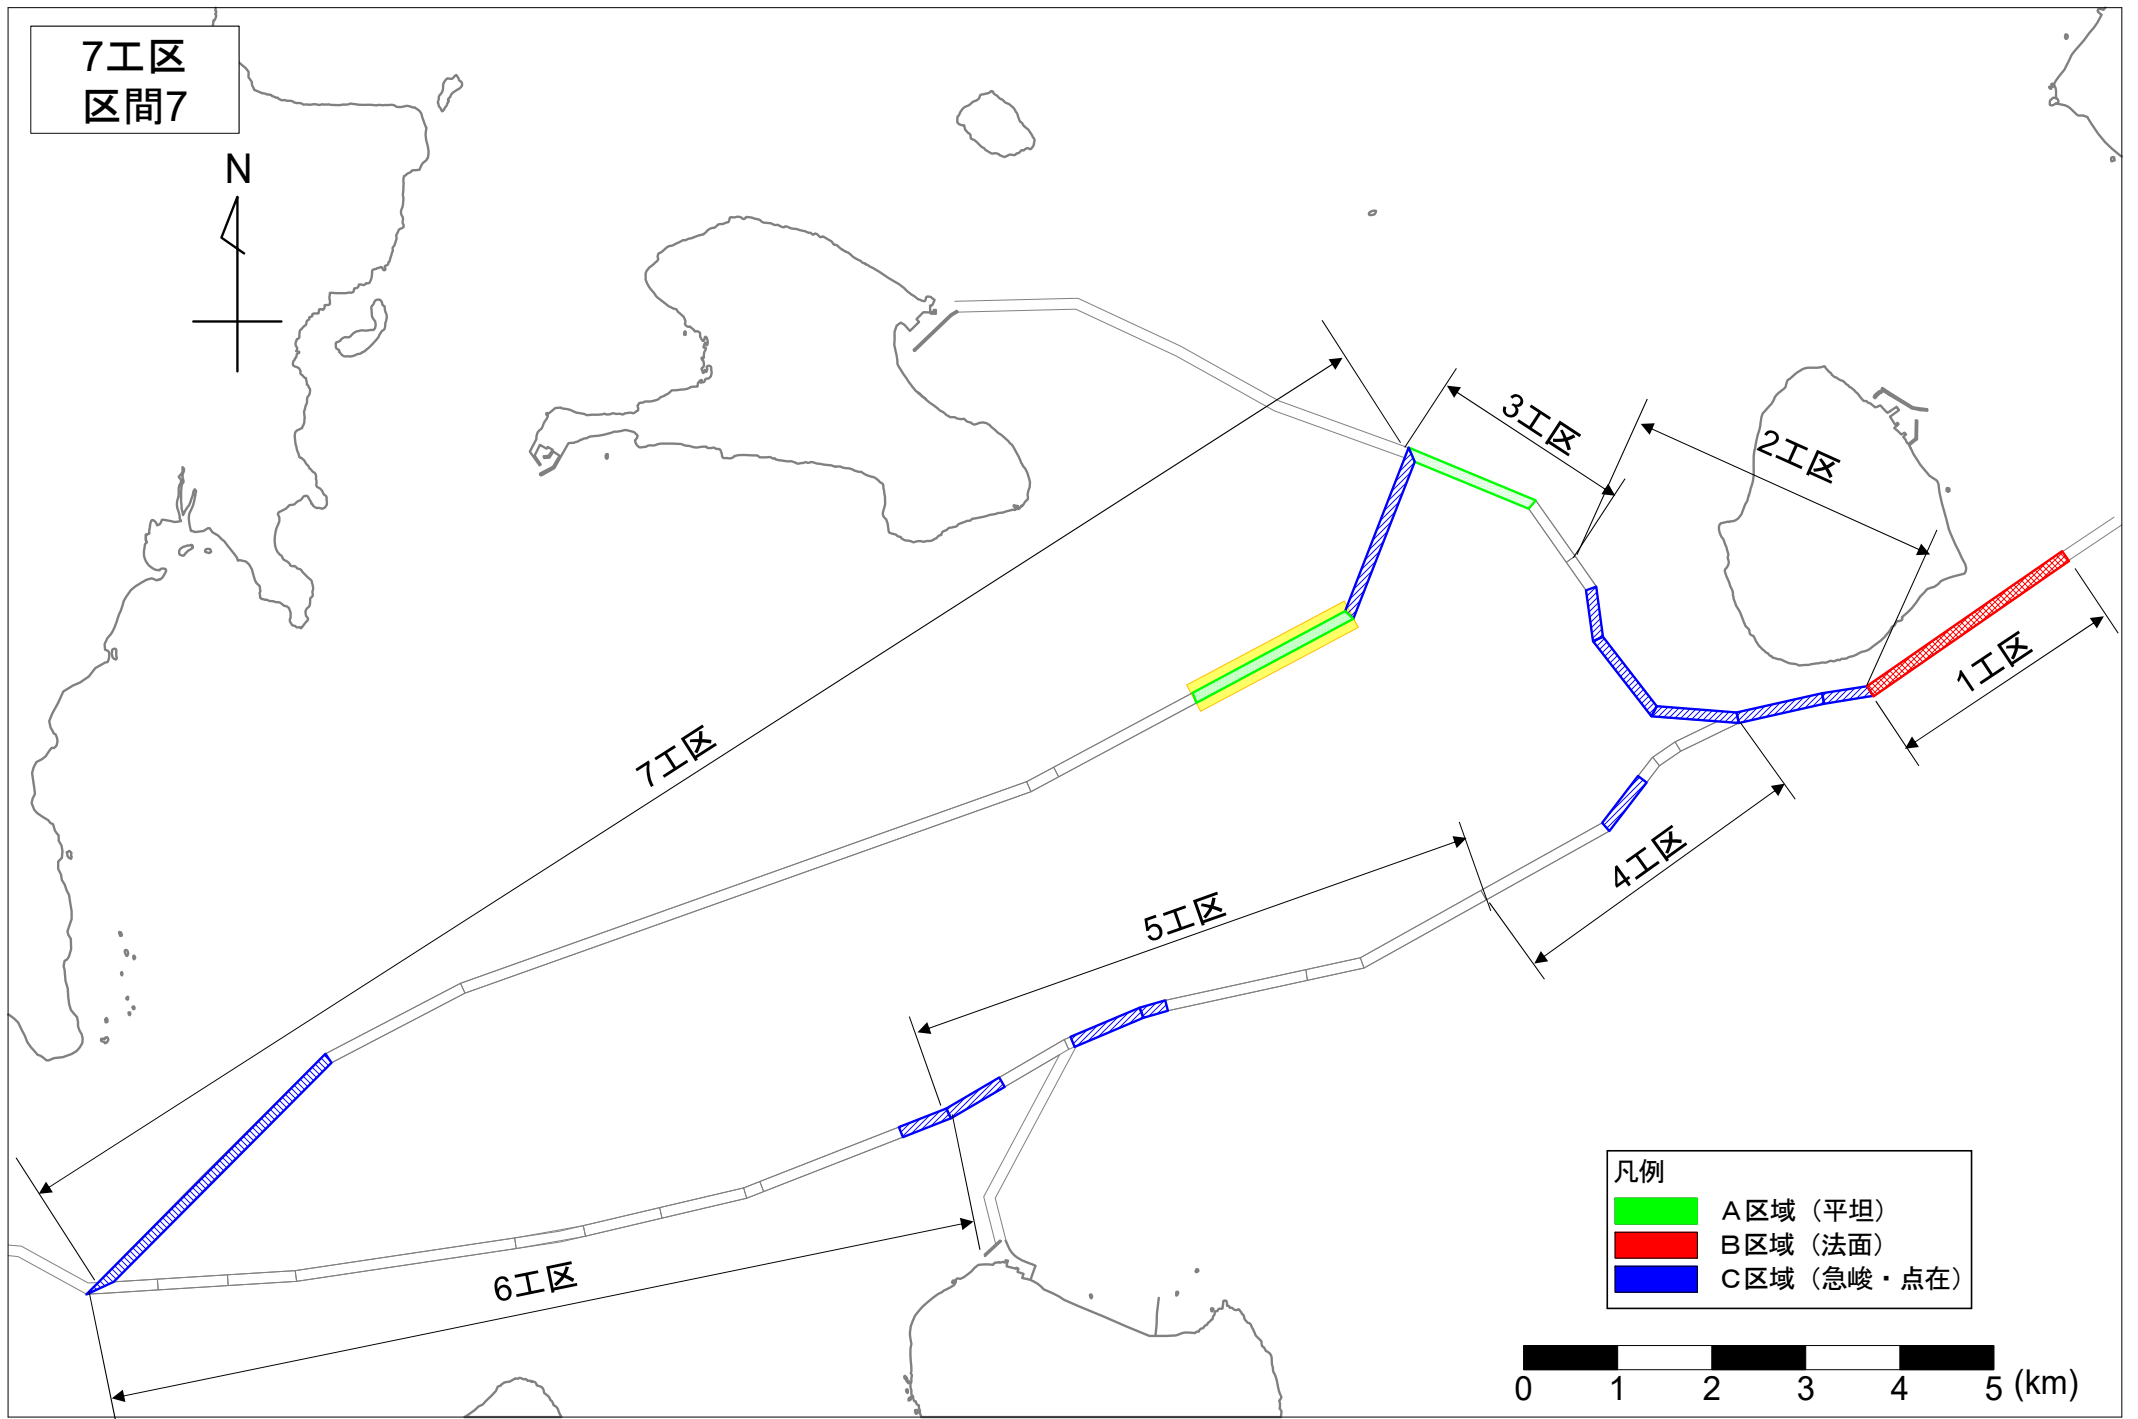 7工区
区間7
N
3工区
2工区
1工区
7工区
4工区
5工区
6工区
凡例
A区域（平坦）
B区域（法面）
C区域（急峻・点在）
0 1 2 3 4 5 (km)